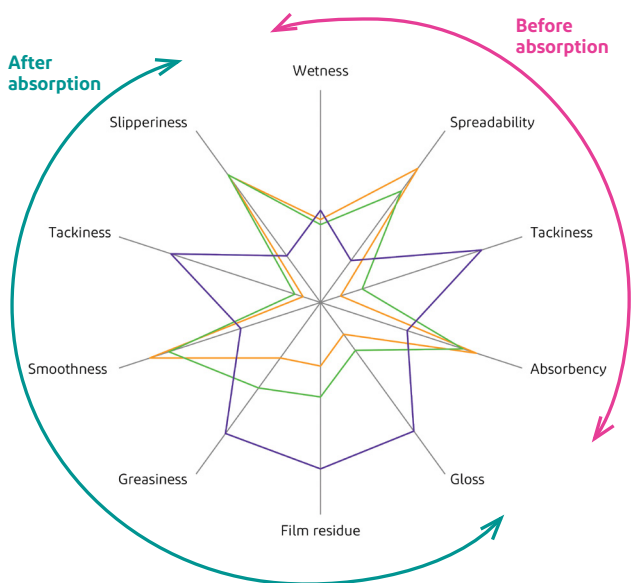 Before
absorption
After
absorption
Wetness
Slipperiness
Spreadability
Tackiness
Tackiness
Smoothness
Absorbency
Greasiness
Gloss
Film residue